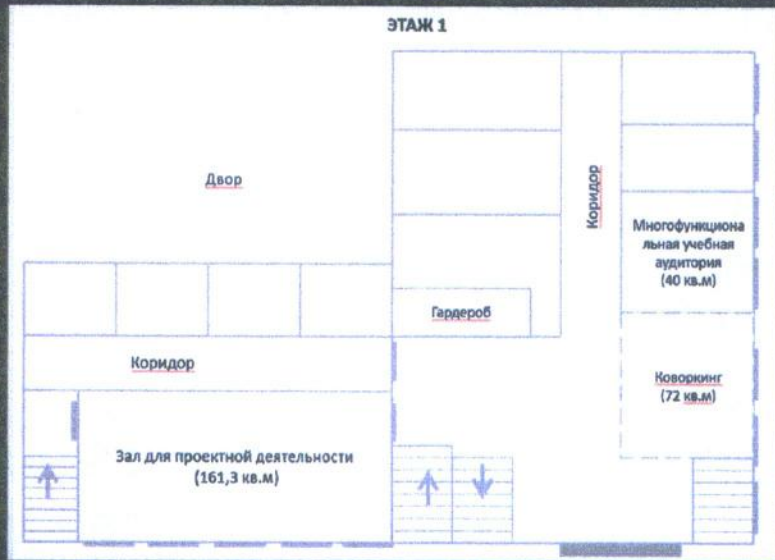 ЭТАЖ 1
Двор
Коридор
Многофункциона
льная учебная
аудитория
(40 кв.м)
Гардероб
Коридор
Коворкинг
(72 кв.м)
Зал для проектной деятельности
(161,3 кв.м)